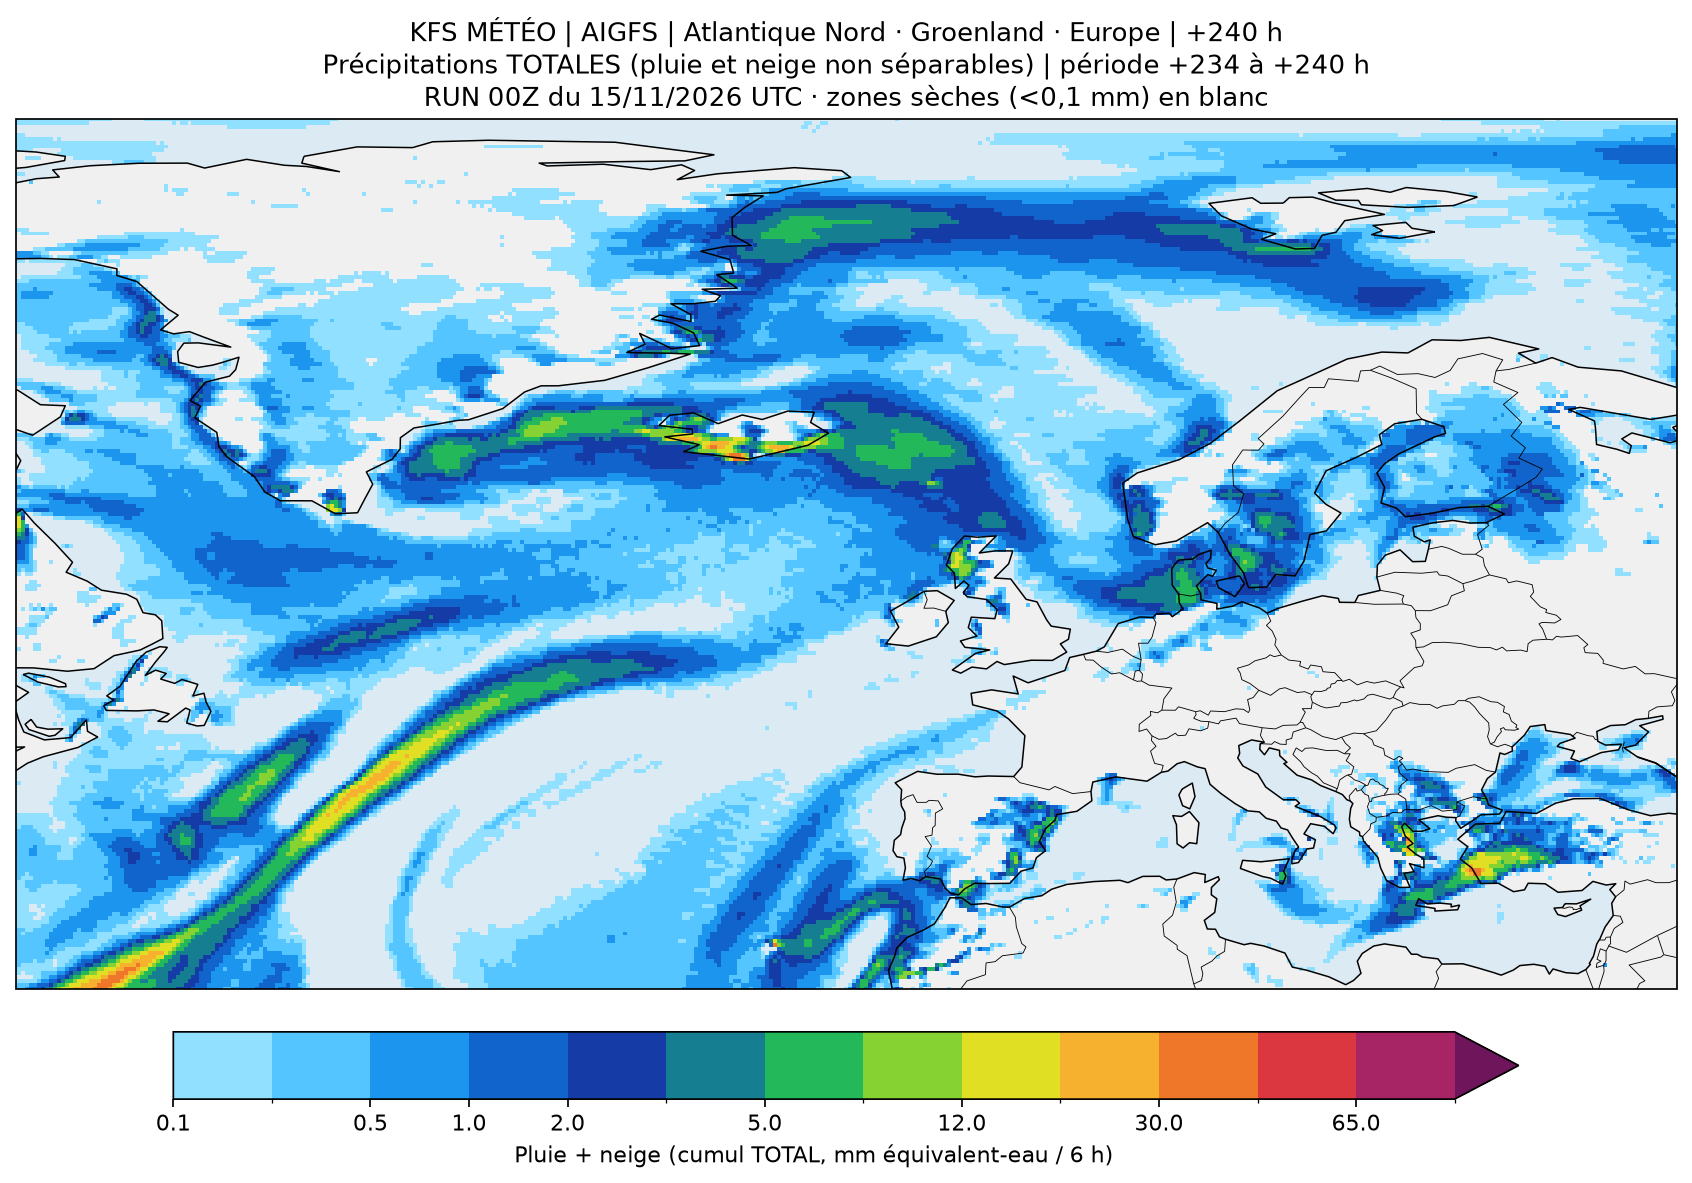 KFS MÉTÉO | AIGFS | Atlantique Nord · Groenland · Europe | +240 h
Précipitations TOTALES (pluie et neige non séparables) | période +234 à +240 h
RUN 00Z du 15/11/2026 UTC · zones sèches (<0,1 mm) en blanc
0.1 0.5 1.0 2.0 5.0 12.0 30.0 65.0
Pluie + neige (cumul TOTAL, mm équivalent-eau / 6 h)